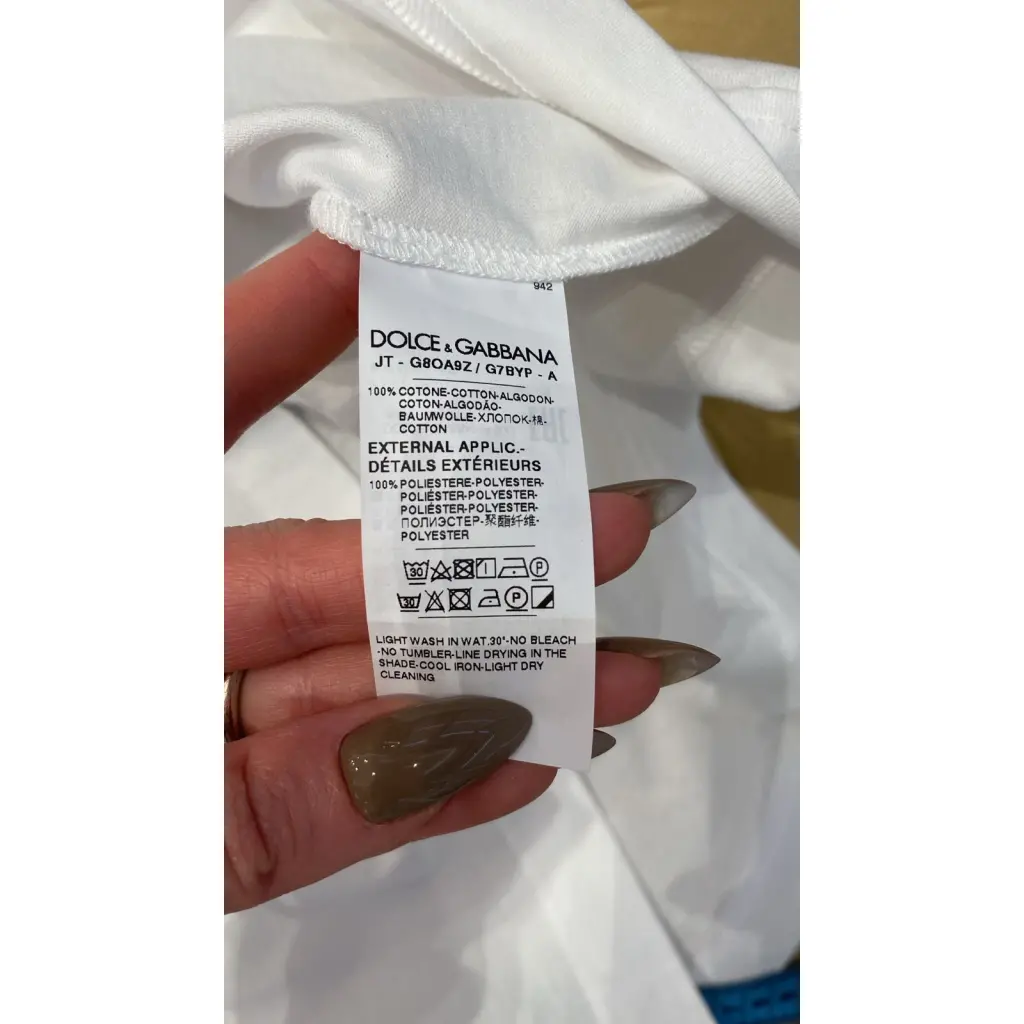 942
DOLCE & GABBANA
JT - G8OA9Z / G7BYP - A
100% COTONE-COTTON-ALGODON-
COTON-ALGODÃO-
BAUMWOLLE-ХЛОПОК-棉-
COTTON
EXTERNAL APPLIC.-
DÉTAILS EXTÉRIEURS
100% POLIESTERE-POLYESTER-
POLIÉSTER-POLYESTER-
POLIÉSTER-POLYESTER-
ПОЛИЭСТЕР-聚酯纤维-
POLYESTER
30 P
30 P
LIGHT WASH IN WAT.30°-NO BLEACH
-NO TUMBLER-LINE DRYING IN THE
SHADE-COOL IRON-LIGHT DRY
CLEANING